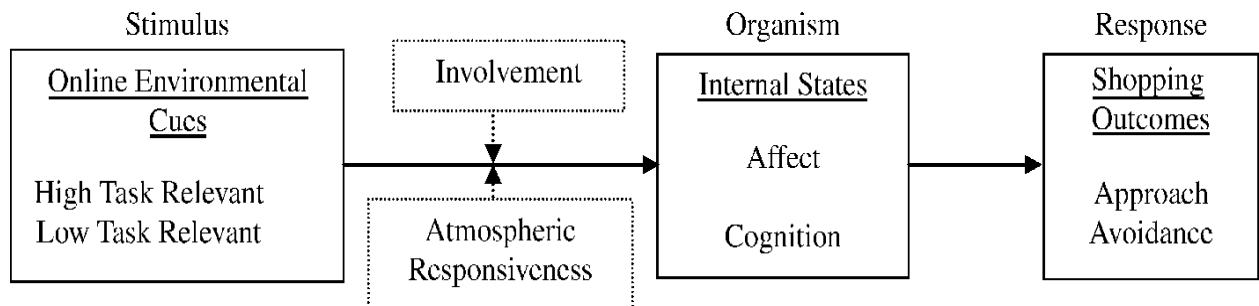 Stimulus
Online Environmental
Cues
High Task Relevant
Low Task Relevant
Involvement
Atmospheric
Responsiveness
Organism
Internal States
Affect
Cognition
Response
Shopping
Outcomes
Approach
Avoidance